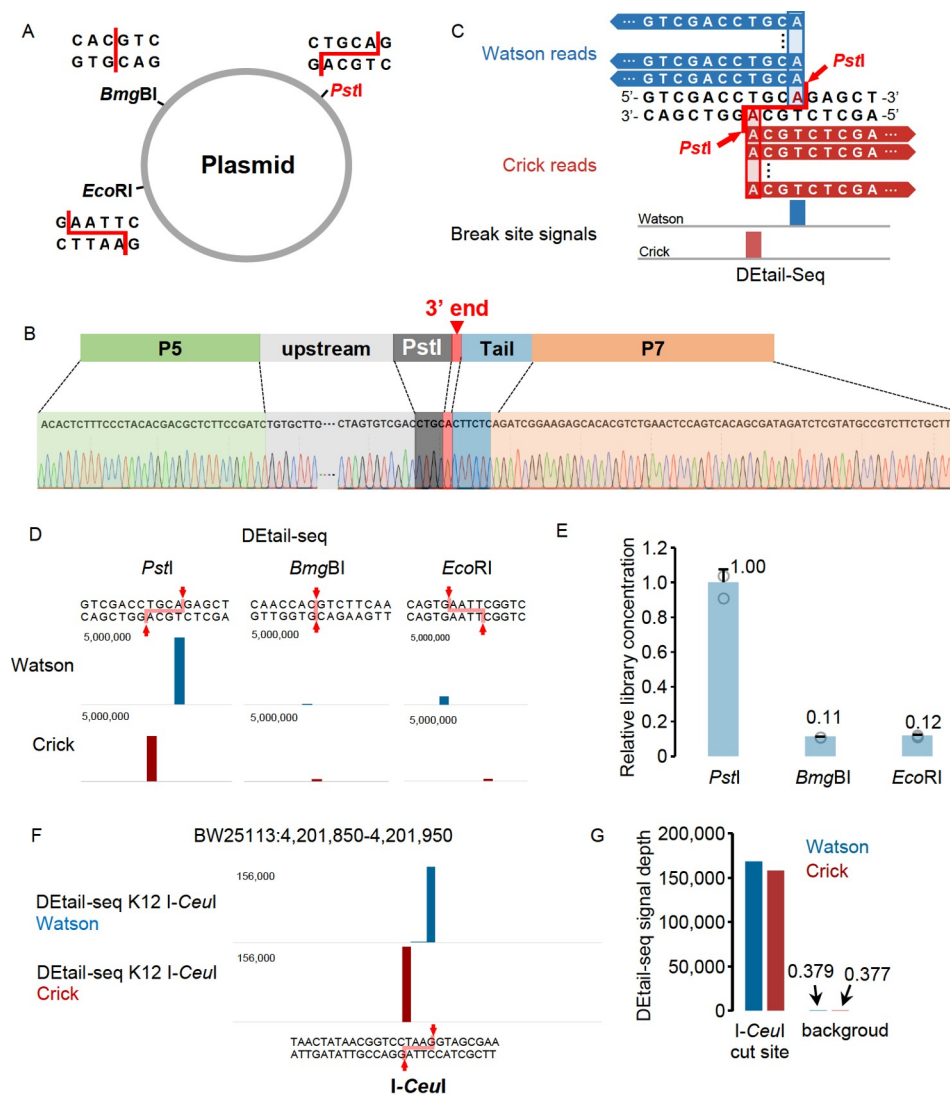 A
CACGTC
GTGCAG
BmgBI
CTGCAG
GACGTC
PstI
Plasmid
EcoRI
GAATTC
CTTAAG
C
Watson reads
GTCGACCTGCA
GTCGACCTGCA
GTCGACCTGCA
PstI
5'- GTCGACCTGCAGAGCT -3'
3'- CAGCTGGACGTCTCGA -5'
PstI
Crick reads
ACGTCTCGA ...
ACGTCTCGA ...
ACGTCTCGA ...
Break site signals
Watson
Crick
DEtail-Seq
B
3' end
P5 upstream PstI Tail P7
ACACTCTTTCCCTACACGACGCTCTTCCGATCTGTGCTTG···· CTAGTGTCGACCTGCACTTCTCAGATCGGAAGAGCACACGTCTGAACTCCAGTCACAGCGATAGATCTCGTATGCCGTCTTCTGCTT
D
DEtail-seq
PstI BmgBI EcoRI
GTCGACCTGCAGAGCT CAACCACGTCTTCAA CAGTGAATTCGGTC
CAGCTGGACGTCTCGA GTTGGTGCAGAAGTT CAGTGAATTCGGTC
5,000,000 5,000,000 5,000,000
Watson
5,000,000 5,000,000 5,000,000
Crick
E
Relative library concentration
1.2
1.0
0.8
0.6
0.4
0.2
0
1.00
0.11
0.12
PstI BmgBI EcoRI
F
BW25113:4,201,850-4,201,950
DEtail-seq K12 I-CeuI
Watson
156,000
DEtail-seq K12 I-CeuI
Crick
156,000
TAACTATAACGGTCCTAAGGTAGCGAA
ATTGATATTGCCAGGATTCCATCGCTT
I-CeuI
G
DEtail-seq signal depth
200,000
150,000
100,000
50,000
0
Watson
Crick
0.379
0.377
I-CeuI
cut site
backgroud